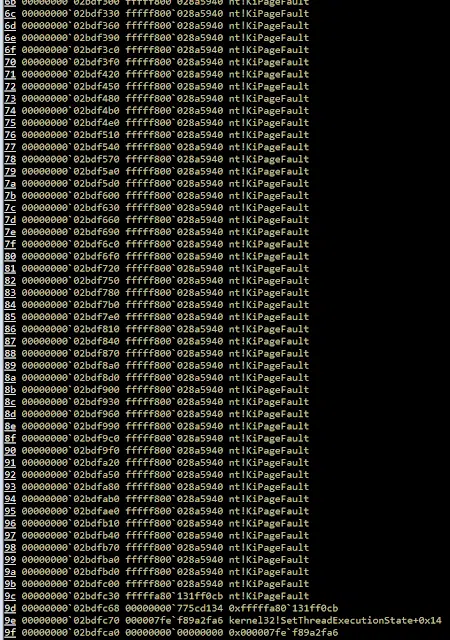 6b 00000000`02bdf300 fffff800`028a5940 nt!KiPageFault
6c 00000000`02bdf330 fffff800`028a5940 nt!KiPageFault
6d 00000000`02bdf360 fffff800`028a5940 nt!KiPageFault
6e 00000000`02bdf390 fffff800`028a5940 nt!KiPageFault
6f 00000000`02bdf3c0 fffff800`028a5940 nt!KiPageFault
70 00000000`02bdf3f0 fffff800`028a5940 nt!KiPageFault
71 00000000`02bdf420 fffff800`028a5940 nt!KiPageFault
72 00000000`02bdf450 fffff800`028a5940 nt!KiPageFault
73 00000000`02bdf480 fffff800`028a5940 nt!KiPageFault
74 00000000`02bdf4b0 fffff800`028a5940 nt!KiPageFault
75 00000000`02bdf4e0 fffff800`028a5940 nt!KiPageFault
76 00000000`02bdf510 fffff800`028a5940 nt!KiPageFault
77 00000000`02bdf540 fffff800`028a5940 nt!KiPageFault
78 00000000`02bdf570 fffff800`028a5940 nt!KiPageFault
79 00000000`02bdf5a0 fffff800`028a5940 nt!KiPageFault
7a 00000000`02bdf5d0 fffff800`028a5940 nt!KiPageFault
7b 00000000`02bdf600 fffff800`028a5940 nt!KiPageFault
7c 00000000`02bdf630 fffff800`028a5940 nt!KiPageFault
7d 00000000`02bdf660 fffff800`028a5940 nt!KiPageFault
7e 00000000`02bdf690 fffff800`028a5940 nt!KiPageFault
7f 00000000`02bdf6c0 fffff800`028a5940 nt!KiPageFault
80 00000000`02bdf6f0 fffff800`028a5940 nt!KiPageFault
81 00000000`02bdf720 fffff800`028a5940 nt!KiPageFault
82 00000000`02bdf750 fffff800`028a5940 nt!KiPageFault
83 00000000`02bdf780 fffff800`028a5940 nt!KiPageFault
84 00000000`02bdf7b0 fffff800`028a5940 nt!KiPageFault
85 00000000`02bdf7e0 fffff800`028a5940 nt!KiPageFault
86 00000000`02bdf810 fffff800`028a5940 nt!KiPageFault
87 00000000`02bdf840 fffff800`028a5940 nt!KiPageFault
88 00000000`02bdf870 fffff800`028a5940 nt!KiPageFault
89 00000000`02bdf8a0 fffff800`028a5940 nt!KiPageFault
8a 00000000`02bdf8d0 fffff800`028a5940 nt!KiPageFault
8b 00000000`02bdf900 fffff800`028a5940 nt!KiPageFault
8c 00000000`02bdf930 fffff800`028a5940 nt!KiPageFault
8d 00000000`02bdf960 fffff800`028a5940 nt!KiPageFault
8e 00000000`02bdf990 fffff800`028a5940 nt!KiPageFault
8f 00000000`02bdf9c0 fffff800`028a5940 nt!KiPageFault
90 00000000`02bdf9f0 fffff800`028a5940 nt!KiPageFault
91 00000000`02bdfa20 fffff800`028a5940 nt!KiPageFault
92 00000000`02bdfa50 fffff800`028a5940 nt!KiPageFault
93 00000000`02bdfa80 fffff800`028a5940 nt!KiPageFault
94 00000000`02bdfab0 fffff800`028a5940 nt!KiPageFault
95 00000000`02bdfae0 fffff800`028a5940 nt!KiPageFault
96 00000000`02bdfb10 fffff800`028a5940 nt!KiPageFault
97 00000000`02bdfb40 fffff800`028a5940 nt!KiPageFault
98 00000000`02bdfb70 fffff800`028a5940 nt!KiPageFault
99 00000000`02bdfba0 fffff800`028a5940 nt!KiPageFault
9a 00000000`02bdfbd0 fffff800`028a5940 nt!KiPageFault
9b 00000000`02bdfc00 fffff800`028a5940 nt!KiPageFault
9c 00000000`02bdfc30 fffffa80`131ff0cb nt!KiPageFault
9d 00000000`02bdfc68 00000000`775cd134 0xfffffa80`131ff0cb
9e 00000000`02bdfc70 000007fe`f89a2fa6 kernel32!SetThreadExecutionState+0x14
9f 00000000`02bdfca0 00000000`00000000 0x000007fe`f89a2fa6